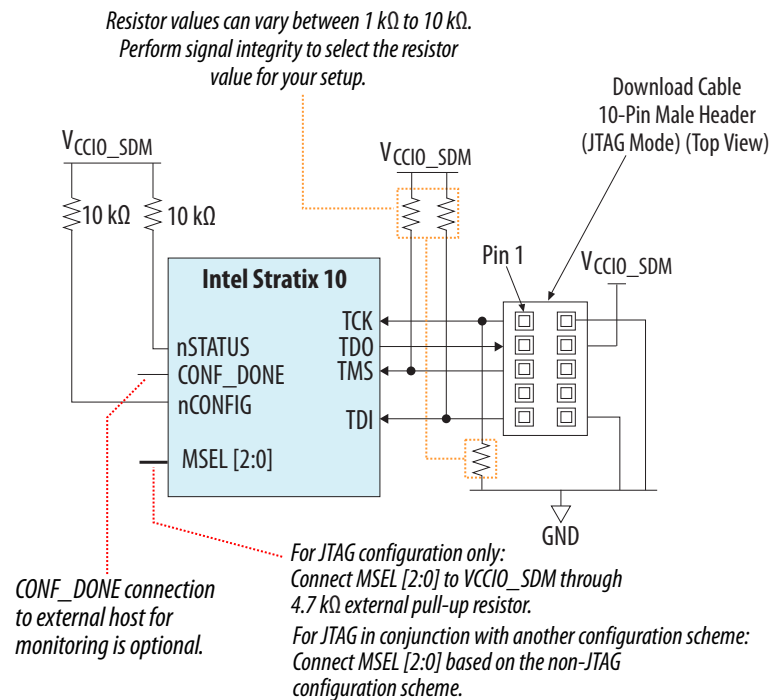 Resistor values can vary between 1 kΩ to 10 kΩ.
Perform signal integrity to select the resistor
value for your setup.
Download Cable
10-Pin Male Header
(JTAG Mode) (Top View)
VCCIO_SDM
VCCIO_SDM
10 kΩ
10 kΩ
Pin 1
VCCIO_SDM
Intel Stratix 10
TCK
TDO
TMS
TDI
nSTATUS
CONF_DONE
nCONFIG
MSEL [2:0]
GND
CONF_DONE connection
to external host for
monitoring is optional.
For JTAG configuration only:
Connect MSEL [2:0] to VCCIO_SDM through
4.7 kΩ external pull-up resistor.
For JTAG in conjunction with another configuration scheme:
Connect MSEL [2:0] based on the non-JTAG
configuration scheme.